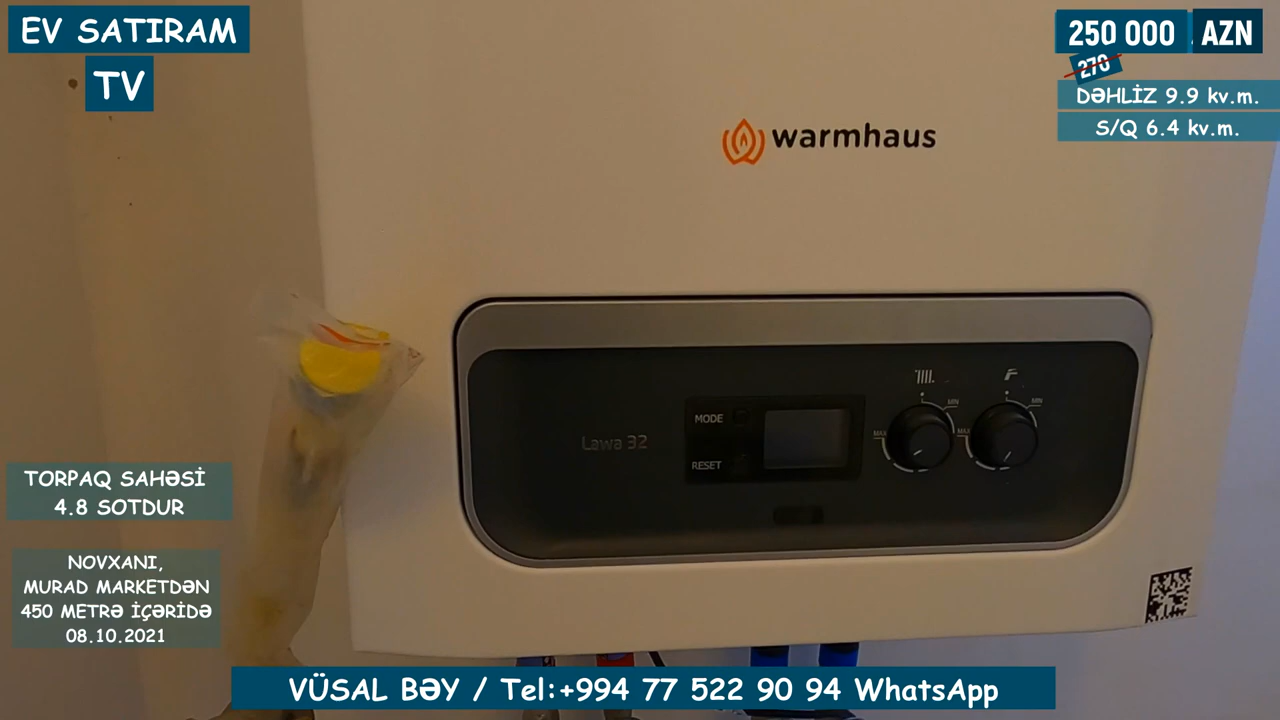 EV SATIRAM
TV
250 000 AZN
270
DƏHLİZ 9.9 kv.m.
S/Q 6.4 kv.m.
warmhaus
MODE
RESET
Lawa 32
MIN
MAX
MIN
MAX
TORPAQ SAHƏSİ
4.8 SOTDUR
NOVXANI,
MURAD MARKETDƏN
450 METRƏ İÇƏRİDƏ
08.10.2021
VÜSAL BƏY / Tel:+994 77 522 90 94 WhatsApp